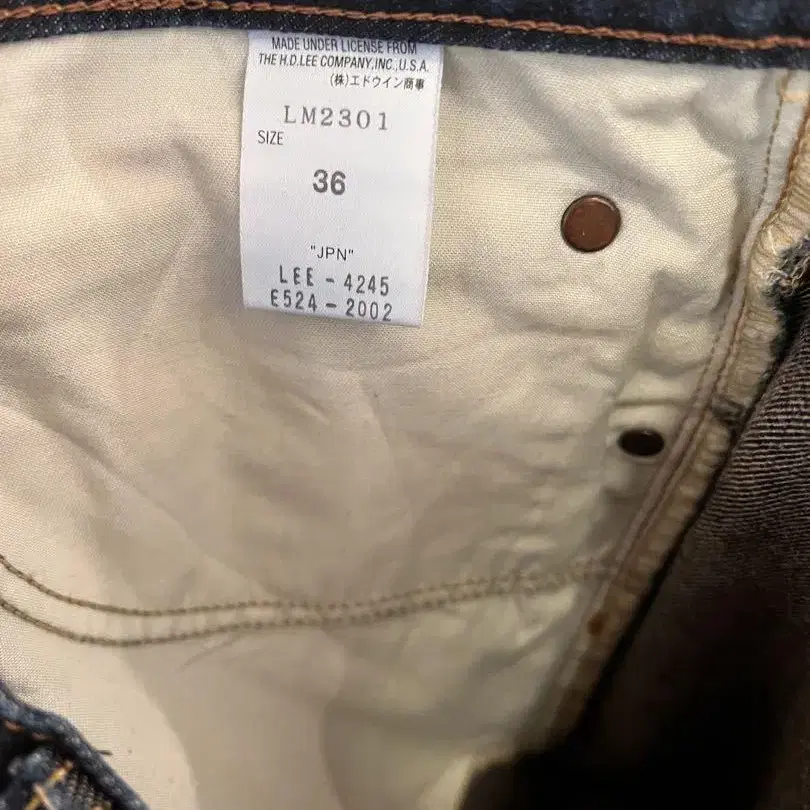 MADE UNDER LICENSE FROM
THE H.D.LEE COMPANY,INC.,U.S.A.
(株)エドウイン商事
LM2301
SIZE
36
"JPN"
LEE-4245
E524-2002